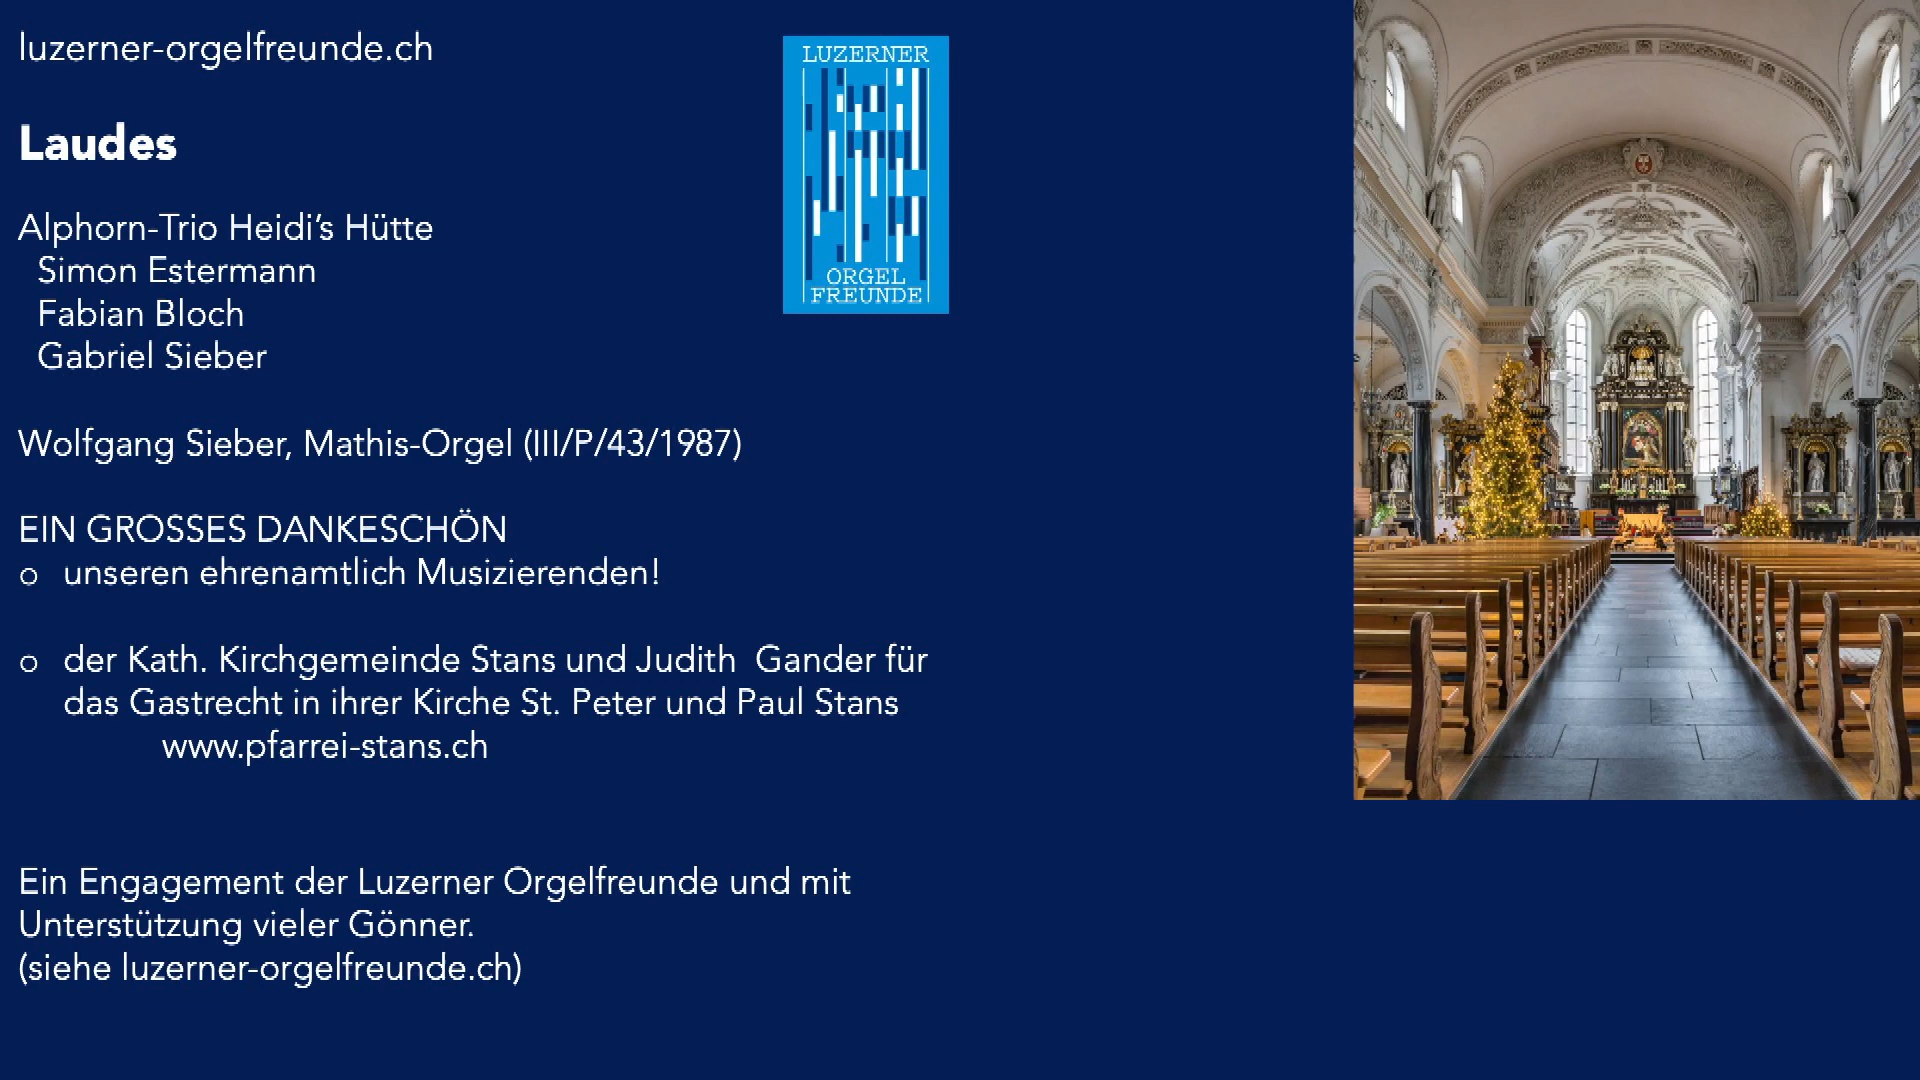 luzerner-orgelfreunde.ch
LUZERNER
ORGEL
FREUNDE
Laudes
Alphorn-Trio Heidi’s Hütte
Simon Estermann
Fabian Bloch
Gabriel Sieber
Wolfgang Sieber, Mathis-Orgel (III/P/43/1987)
EIN GROSSES DANKESCHÖN
o unseren ehrenamtlich Musizierenden!
o der Kath. Kirchgemeinde Stans und Judith Gander für
das Gastrecht in ihrer Kirche St. Peter und Paul Stans
www.pfarrei-stans.ch
Ein Engagement der Luzerner Orgelfreunde und mit
Unterstützung vieler Gönner.
(siehe luzerner-orgelfreunde.ch)